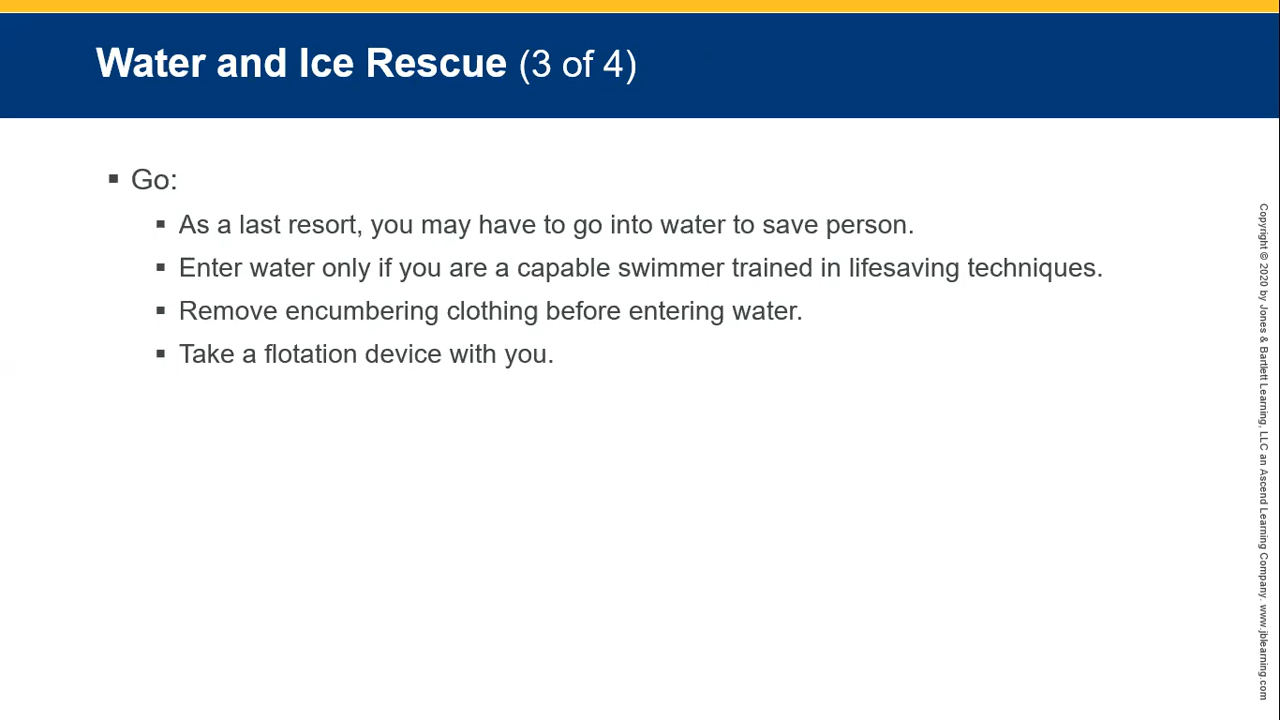 Water and Ice Rescue (3 of 4)
▪ Go:
▪ As a last resort, you may have to go into water to save person.
▪ Enter water only if you are a capable swimmer trained in lifesaving techniques.
▪ Remove encumbering clothing before entering water.
▪ Take a flotation device with you.
Copyright © 2020 by Jones & Bartlett Learning, LLC an Ascend Learning Company. www.jblearning.com